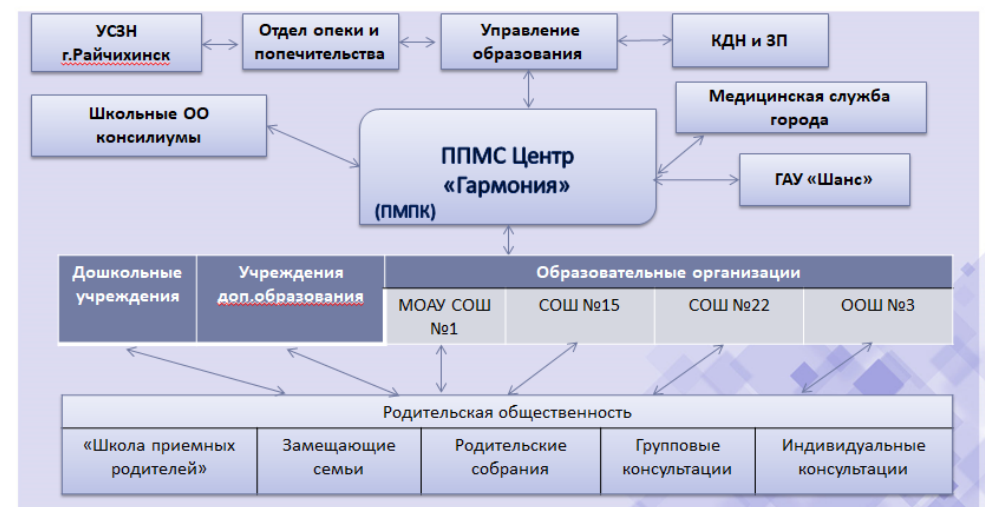 УСЗН
г.Райчихинск
Отдел опеки и
попечительства
Управление
образования
КДН и ЗП
Школьные ОО
консилиумы
Медицинская служба
города
ППМС Центр
«Гармония»
(ПМПК)
ГАУ «Шанс»
Дошкольные
учреждения
Учреждения
доп.образования
Образовательные организации
МОАУ СОШ
№1
СОШ №15
СОШ №22
ООШ №3
Родительская общественность
«Школа приемных
родителей»
Замещающие
семьи
Родительские
собрания
Групповые
консультации
Индивидуальные
консультации